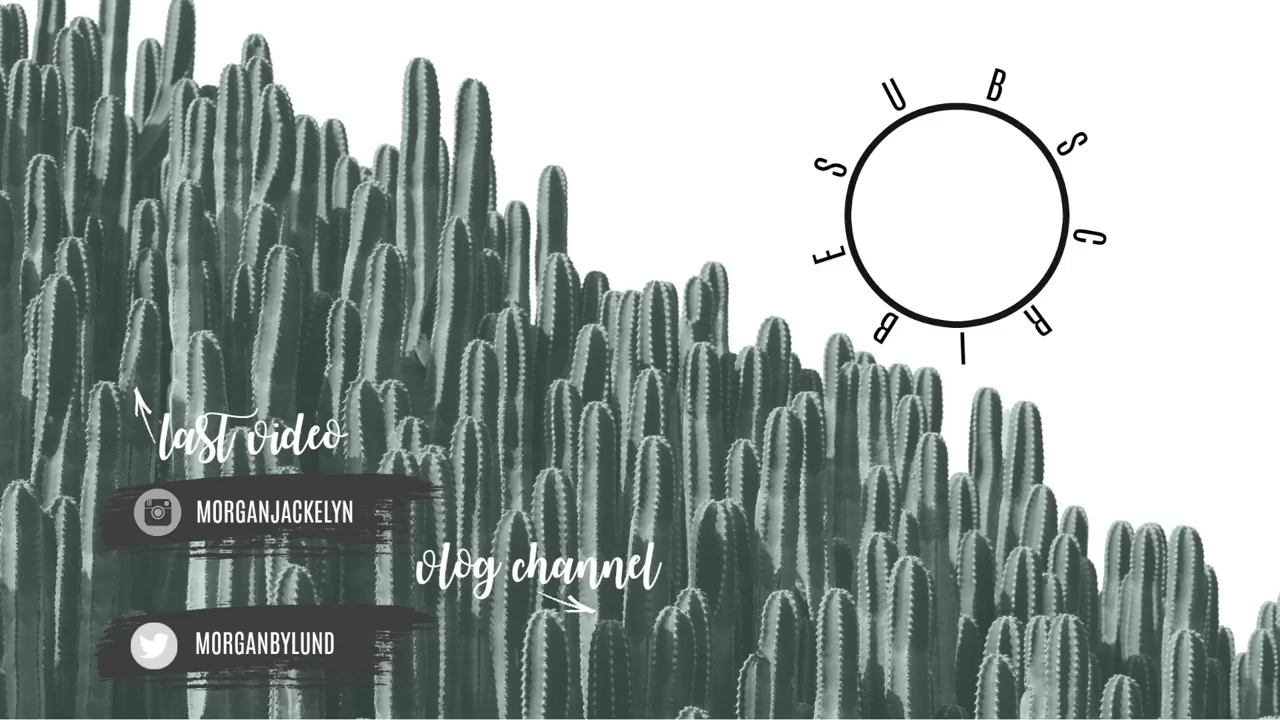 SUBSCRIBE
last video
MORGANJACKELYN
vlog channel
MORGANBYLUND